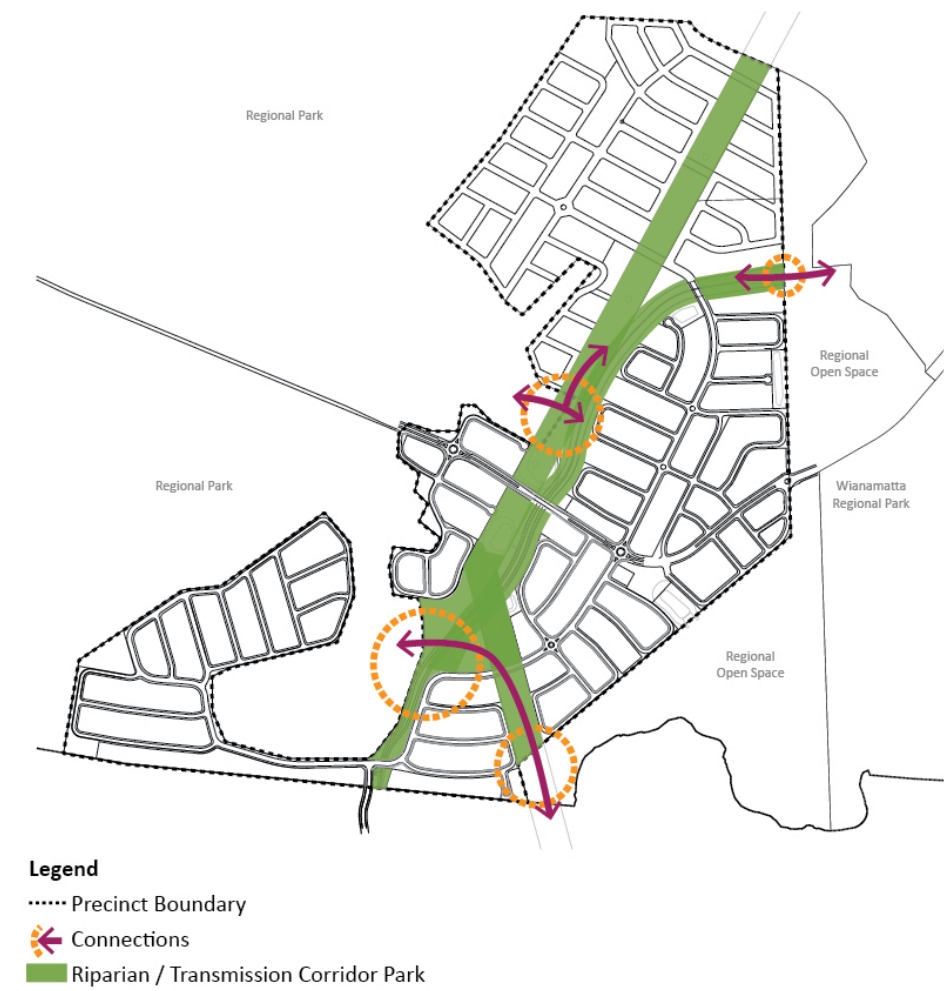 Regional Park
Regional
Open Space
Regional Park
Wianamatta
Regional Park
Regional
Open Space
Legend
Precinct Boundary
Connections
Riparian / Transmission Corridor Park